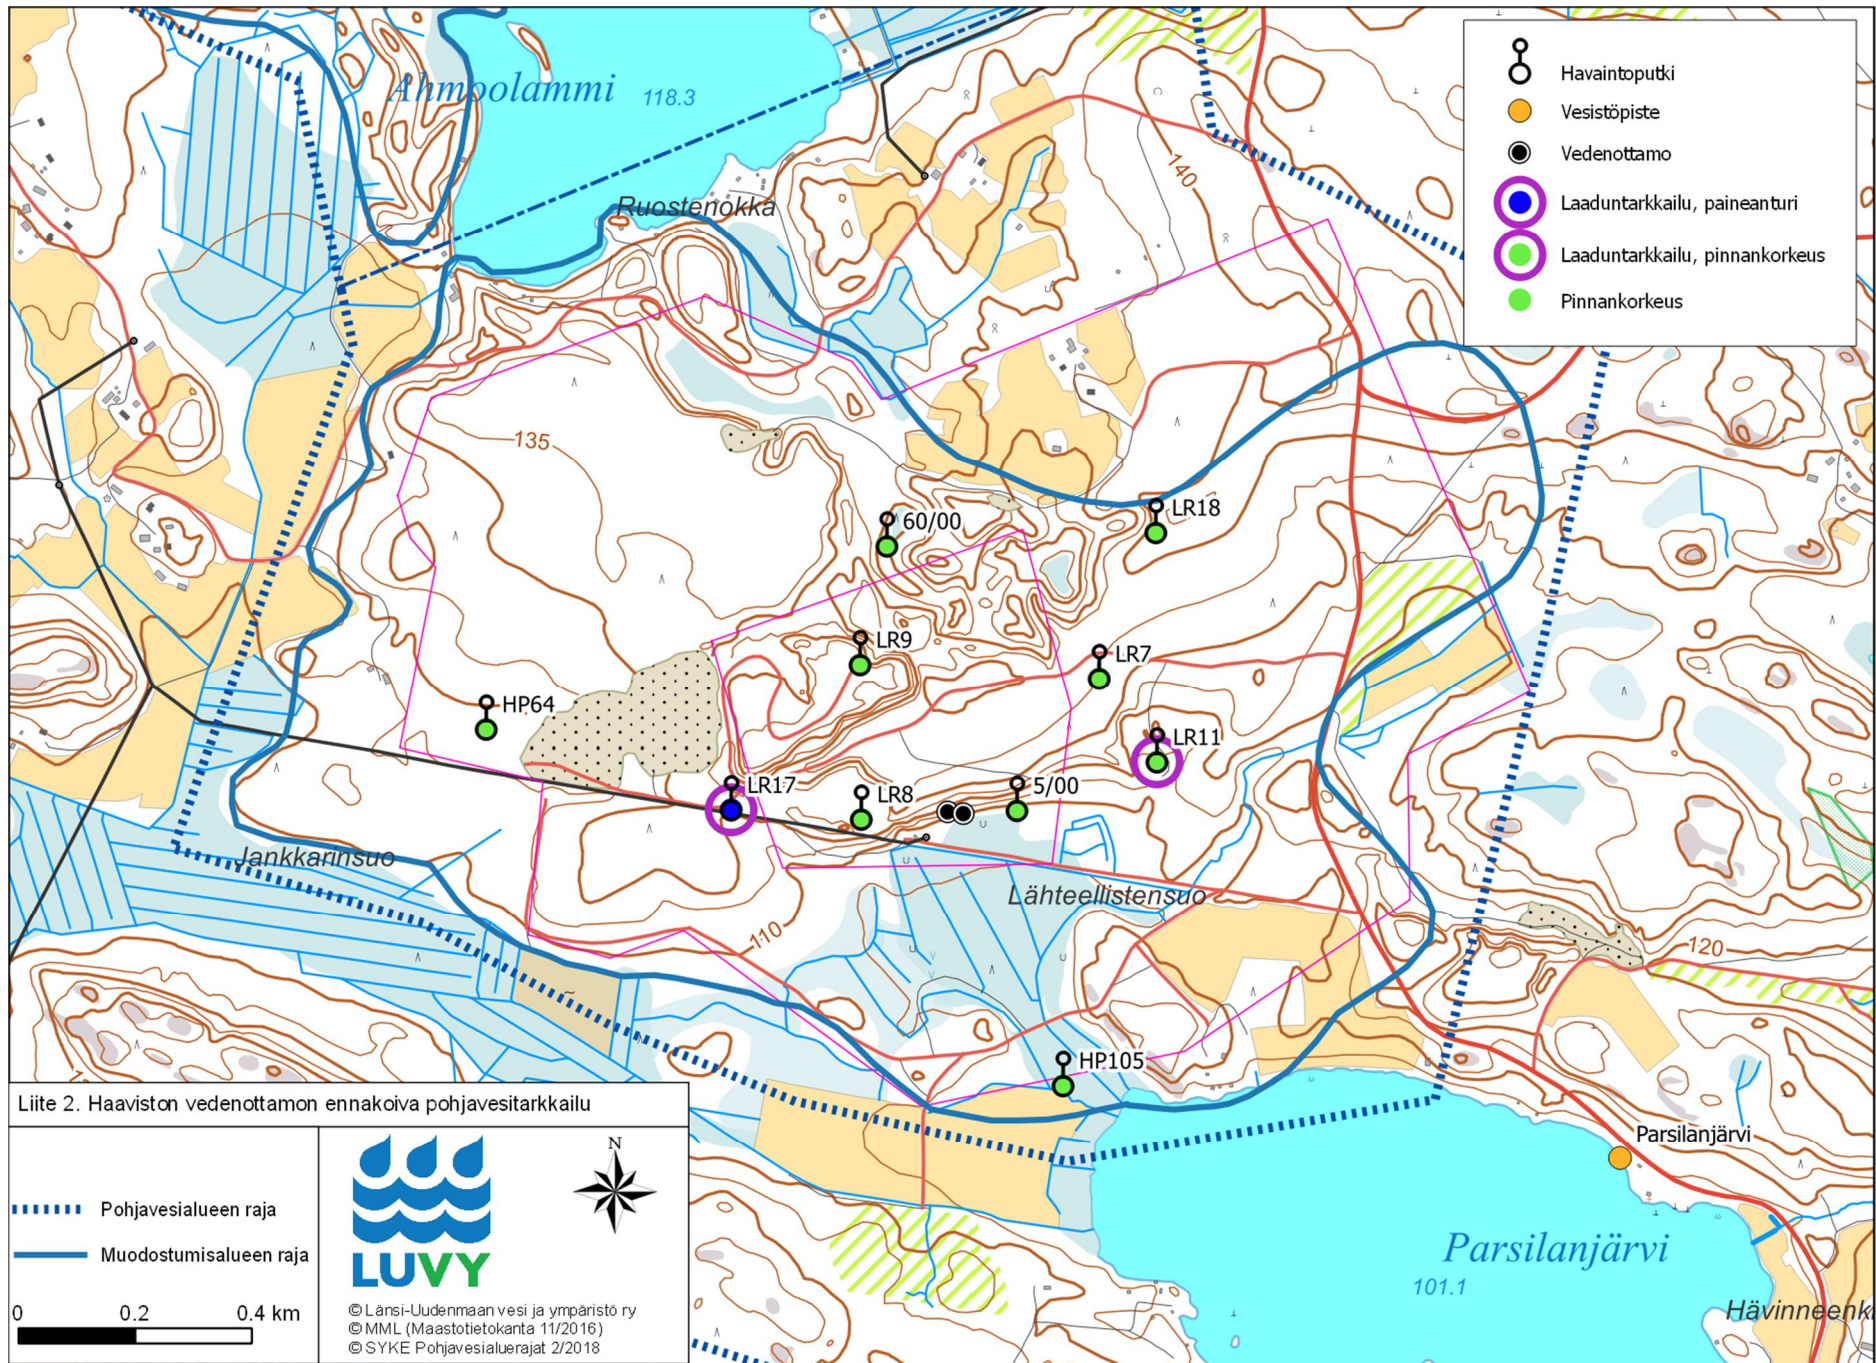 Ahmoolammi 118.3
Ruostenokka
140
Havaintoputki
Vesistöpiste
Vedenottamo
Laaduntarkkailu, paineanturi
Laaduntarkkailu, pinnankorkeus
Pinnankorkeus
135
60/00
LR18
LR9
LR7
HP64
LR11
LR17
LR8
5/00
Jankkarinsuo
Lähteellistensuo
110
120
HP105
Parsilanjärvi
Parsilanjärvi
101.1
Liite 2. Haaviston vedenottamon ennakoiva pohjavesitarkkailu
Pohjavesialueen raja
Muodostumisalueen raja
0 0.2 0.4 km
N
LUVY
© Länsi-Uudenmaan vesi ja ympäristö ry
© MML (Maastotietokanta 11/2016)
© SYKE Pohjavesialuerajat 2/2018